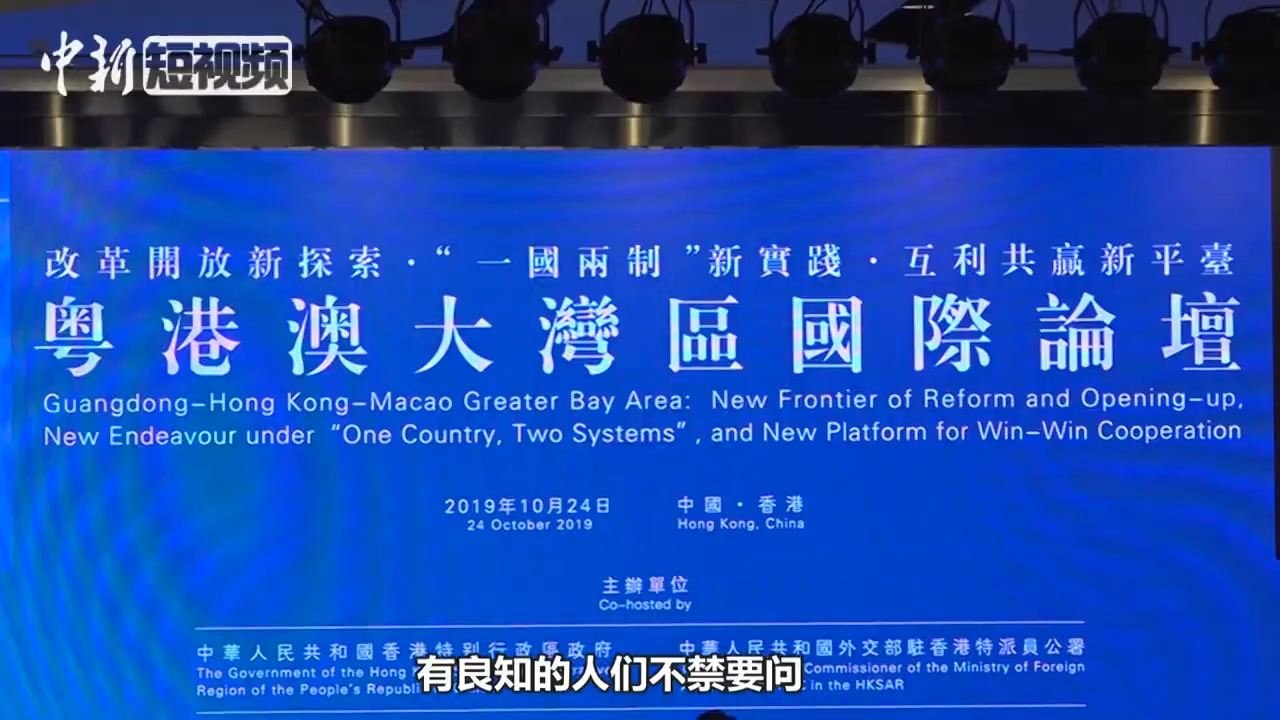 中新短视频
改革開放新探索·“一國兩制”新實踐·互利共贏新平臺
粤港澳大灣區國際論壇
Guangdong-Hong Kong-Macao Greater Bay Area: New Frontier of Reform and Opening-up,
New Endeavour under "One Country, Two Systems", and New Platform for Win-Win Cooperation
2019年10月24日 中國·香港
24 October 2019 Hong Kong, China
主辦單位
Co-hosted by
中華人民共和國香港特别行政區政府 中華人民共和國外交部駐香港特派員公署
The Government of the Hong Commissioner of the Ministry of Foreign
Region of the People's in the HKSAR
有良知的人们不禁要问